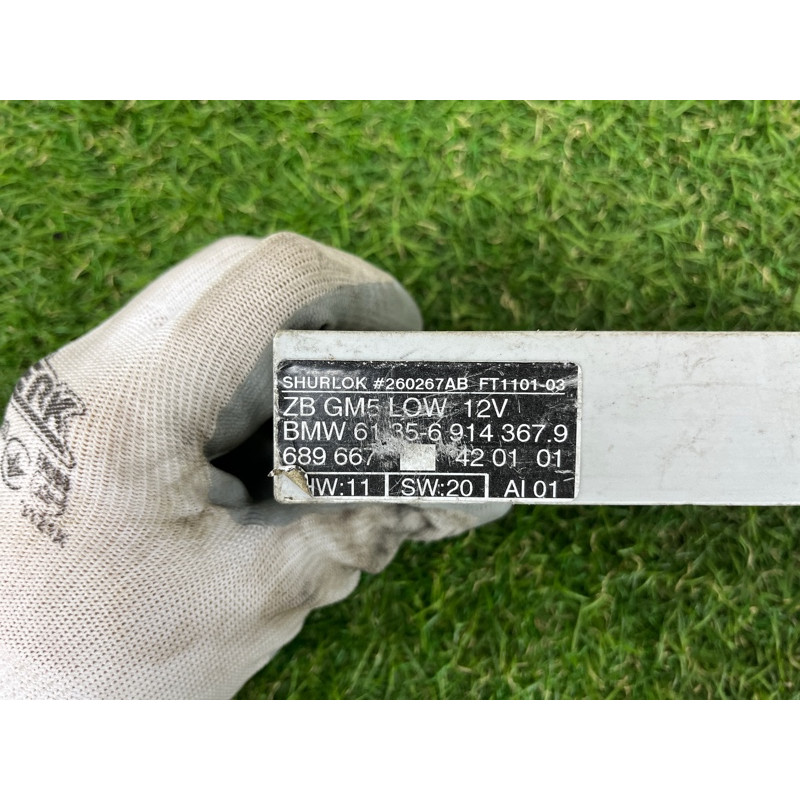 SHURLOK #260267AB FT1101-03
ZB GM5 LOW 12V
BMW 61.35-6 914 367.9
689 667 42 01 01
HW:11 SW:20 AI 01